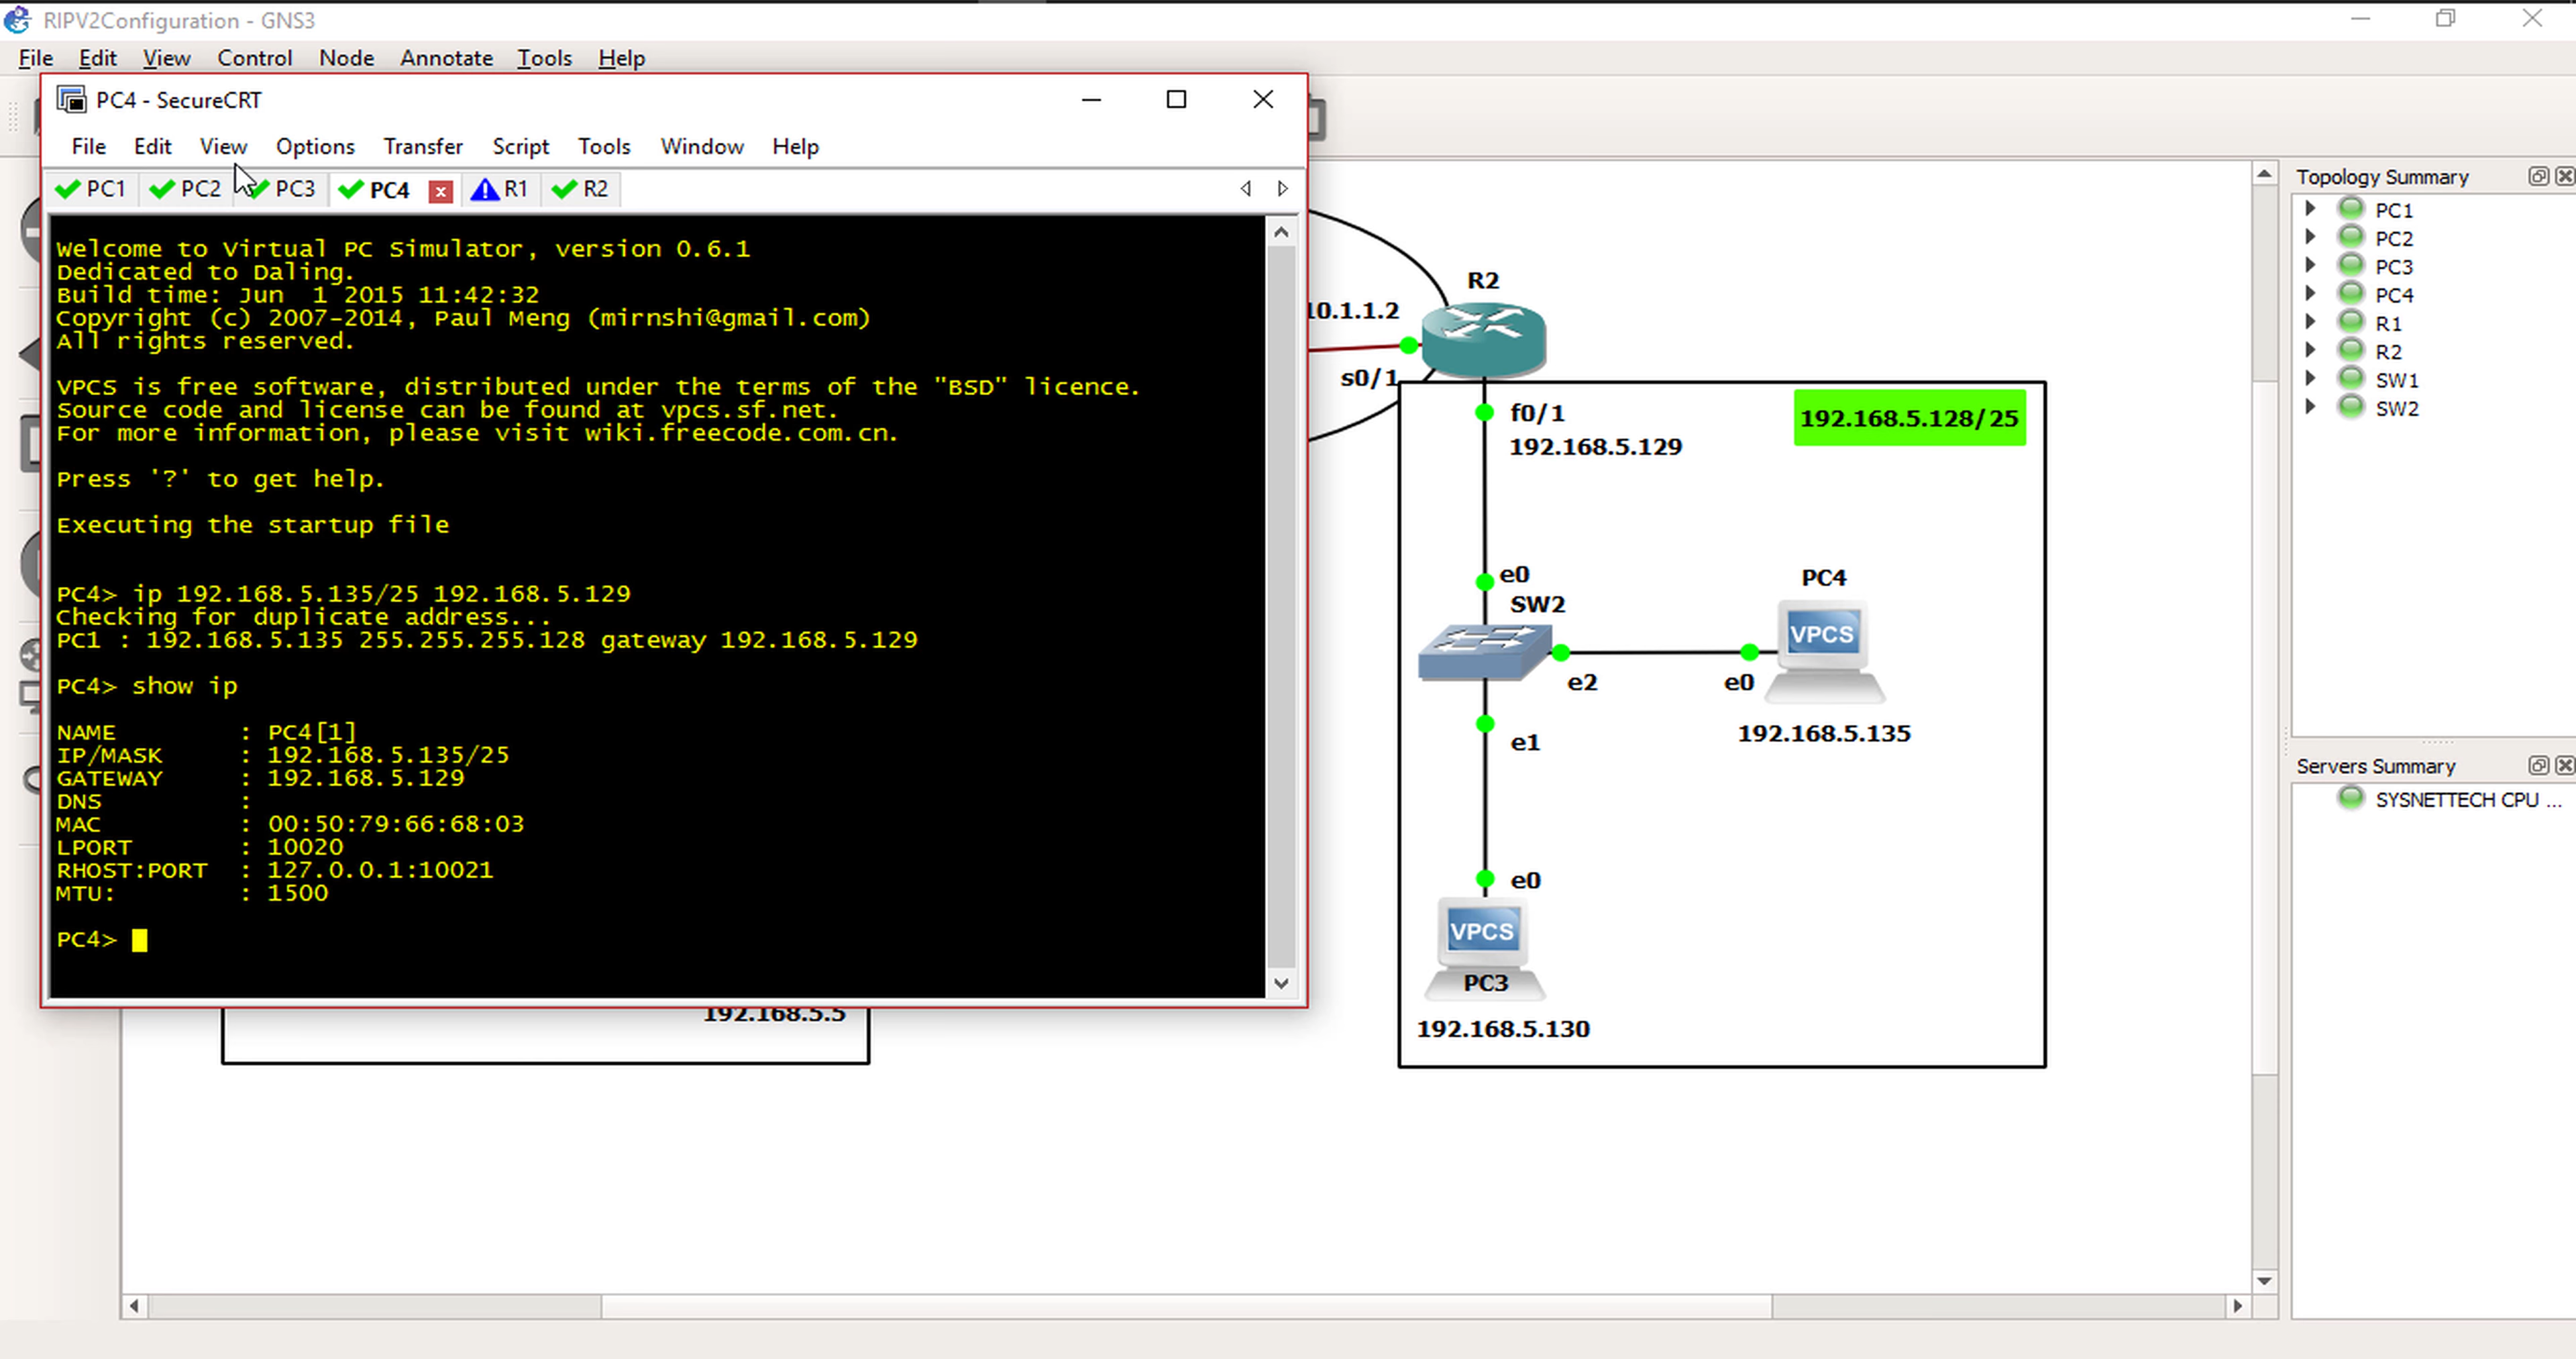 RIPV2Configuration - GNS3
File Edit View Control Node Annotate Tools Help
PC4 - SecureCRT
File Edit View Options Transfer Script Tools Window Help
PC1 PC2 PC3 PC4 R1 R2
Welcome to Virtual PC Simulator, version 0.6.1
Dedicated to Daling.
Build time: Jun  1 2015 11:42:32
Copyright (c) 2007-2014, Paul Meng (mirnshi@gmail.com)
All rights reserved.
VPCS is free software, distributed under the terms of the "BSD" licence.
Source code and license can be found at vpcs.sf.net.
For more information, please visit wiki.freecode.com.cn.
Press '?' to get help.
Executing the startup file
PC4> ip 192.168.5.135/25 192.168.5.129
Checking for duplicate address...
PC1 : 192.168.5.135 255.255.255.128 gateway 192.168.5.129
PC4> show ip
NAME : PC4[1]
IP/MASK : 192.168.5.135/25
GATEWAY : 192.168.5.129
DNS :
MAC : 00:50:79:66:68:03
LPORT : 10020
RHOST:PORT : 127.0.0.1:10021
MTU: : 1500
PC4>
192.168.5.5
R2
10.1.1.2
s0/1
f0/1
192.168.5.129
192.168.5.128/25
e0
SW2
e2
e0
PC4
VPCS
192.168.5.135
e1
e0
VPCS
PC3
192.168.5.130
Topology Summary
PC1
PC2
PC3
PC4
R1
R2
SW1
SW2
Servers Summary
SYSNETTECH CPU ...